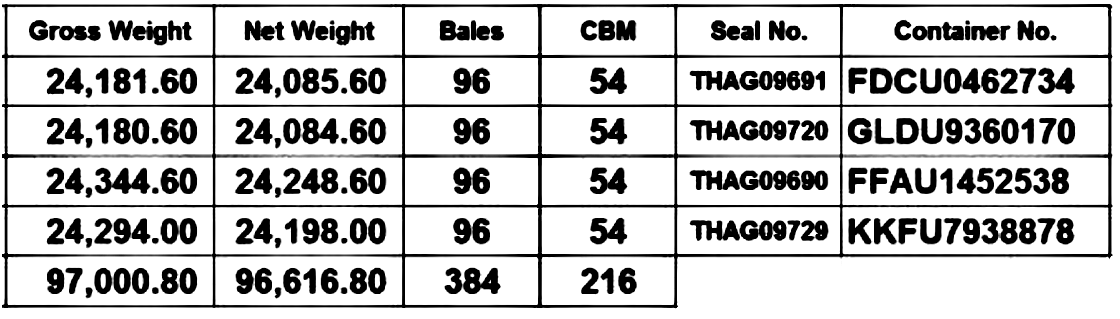 Gross Weight Net Weight Bales CBM Seal No. Container No.
24,181.60 24,085.60 96 54 THAG09691 FDCU0462734
24,180.60 24,084.60 96 54 THAG09720 GLDU9360170
24,344.60 24,248.60 96 54 THAG09690 FFAU1452538
24,294.00 24,198.00 96 54 THAG09729 KKFU7938878
97,000.80 96,616.80 384 216